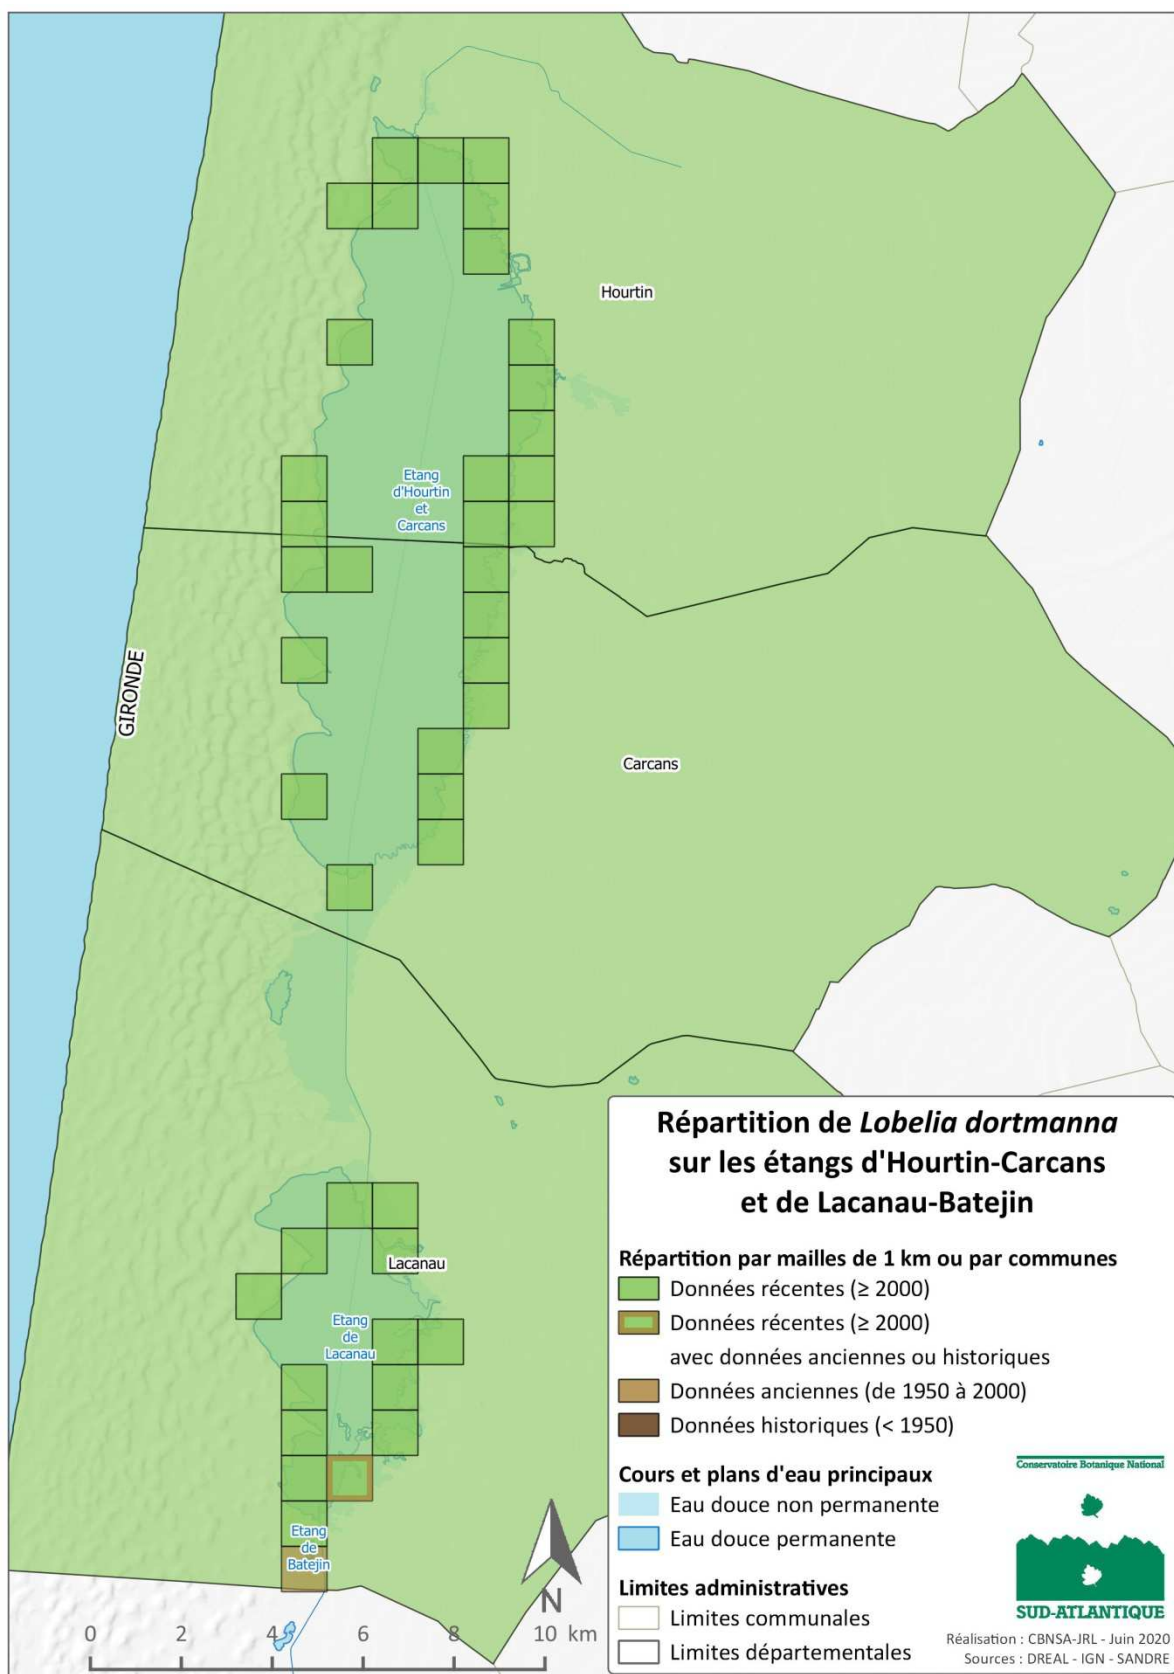 Hourtin
Etang
d'Hourtin
et
Carcans
GIRONDE
Carcans
Lacanau
Etang
de
Lacanau
Etang
de
Batejin
N
0 2 4 6 8 10 km
Répartition de Lobelia dortmanna
sur les étangs d'Hourtin-Carcans
et de Lacanau-Batejin
Répartition par mailles de 1 km ou par communes
Données récentes (≥ 2000)
Données récentes (≥ 2000)
avec données anciennes ou historiques
Données anciennes (de 1950 à 2000)
Données historiques (< 1950)
Cours et plans d'eau principaux
Eau douce non permanente
Eau douce permanente
Limites administratives
Limites communales
Limites départementales
Conservatoire Botanique National
SUD-ATLANTIQUE
Réalisation : CBNSA-JRL - Juin 2020
Sources : DREAL - IGN - SANDRE